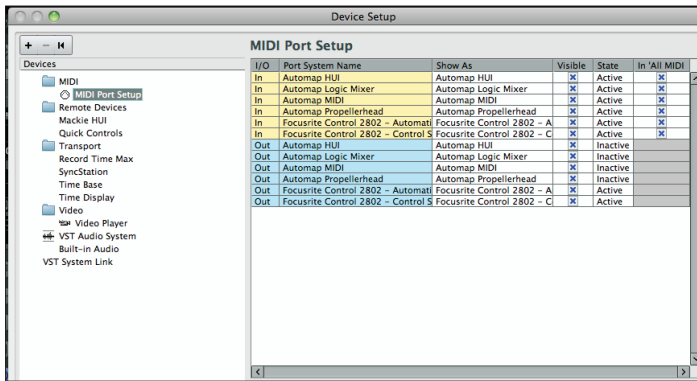 Device Setup
+ - 
Devices
MIDI
MIDI Port Setup
Remote Devices
Mackie HUI
Quick Controls
Transport
Record Time Max
SyncStation
Time Base
Time Display
Video
Video Player
VST Audio System
Built-in Audio
VST System Link
MIDI Port Setup
I/O Port System Name Show As Visible State In 'All MIDI
In Automap HUI Automap HUI Active
In Automap Logic Mixer Automap Logic Mixer Active
In Automap MIDI Automap MIDI Active
In Automap Propellerhead Automap Propellerhead Active
In Focusrite Control 2802 - Automati Focusrite Control 2802 - A Active
In Focusrite Control 2802 - Control S Focusrite Control 2802 - C Active
Out Automap HUI Automap HUI Inactive
Out Automap Logic Mixer Automap Logic Mixer Inactive
Out Automap MIDI Automap MIDI Inactive
Out Automap Propellerhead Automap Propellerhead Inactive
Out Focusrite Control 2802 - Automati Focusrite Control 2802 - A Active
Out Focusrite Control 2802 - Control S Focusrite Control 2802 - C Active